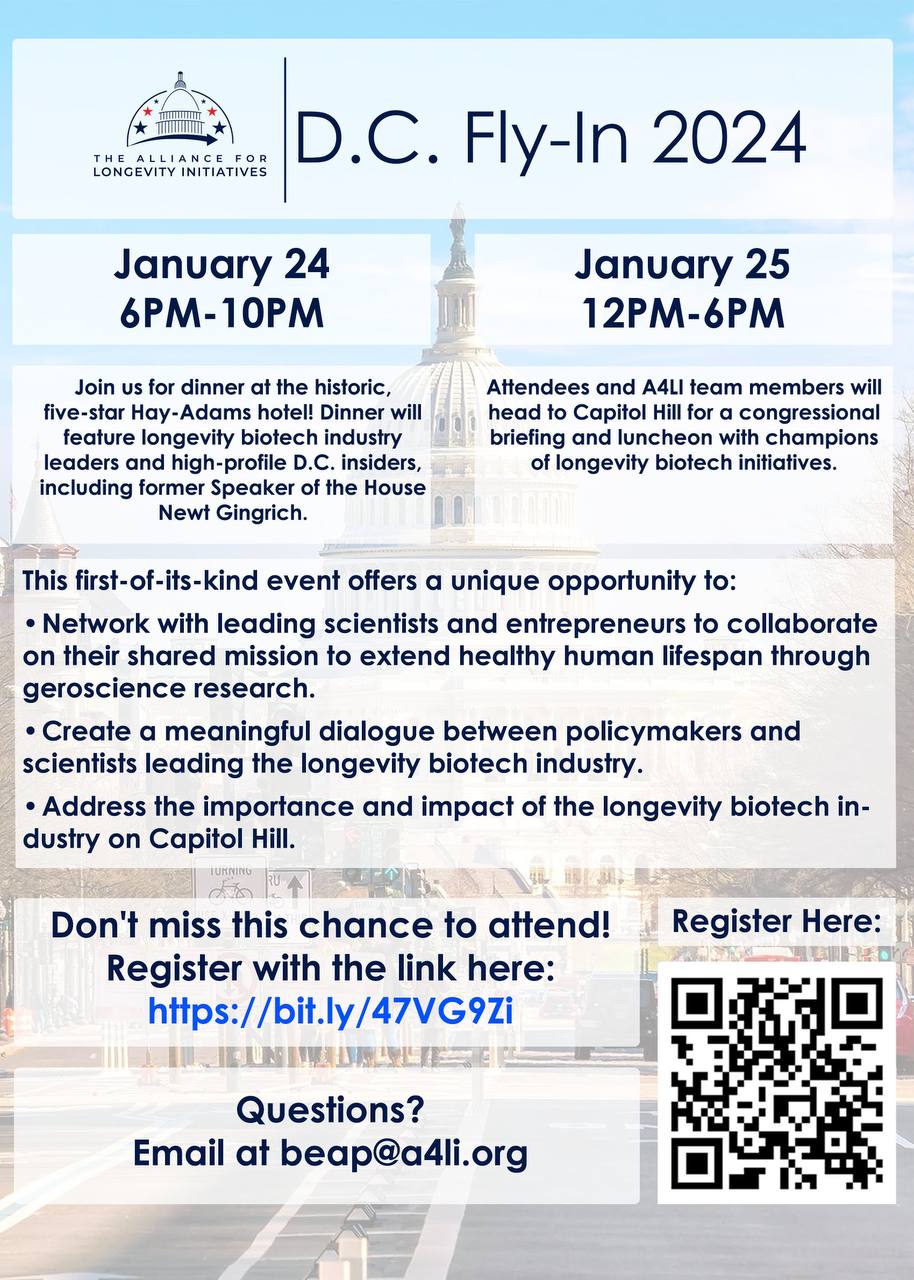 THE ALLIANCE FOR
LONGEVITY INITIATIVES
D.C. Fly-In 2024
January 24
6PM-10PM
January 25
12PM-6PM
Join us for dinner at the historic,
five-star Hay-Adams hotel! Dinner will
feature longevity biotech industry
leaders and high-profile D.C. insiders,
including former Speaker of the House
Newt Gingrich.
Attendees and A4LI team members will
head to Capitol Hill for a congressional
briefing and luncheon with champions
of longevity biotech initiatives.
This first-of-its-kind event offers a unique opportunity to:
• Network with leading scientists and entrepreneurs to collaborate
on their shared mission to extend healthy human lifespan through
geroscience research.
• Create a meaningful dialogue between policymakers and
scientists leading the longevity biotech industry.
• Address the importance and impact of the longevity biotech in-
dustry on Capitol Hill.
TURNING
Don't miss this chance to attend!
Register with the link here:
https://bit.ly/47VG9Zi
Register Here:
Questions?
Email at beap@a4li.org